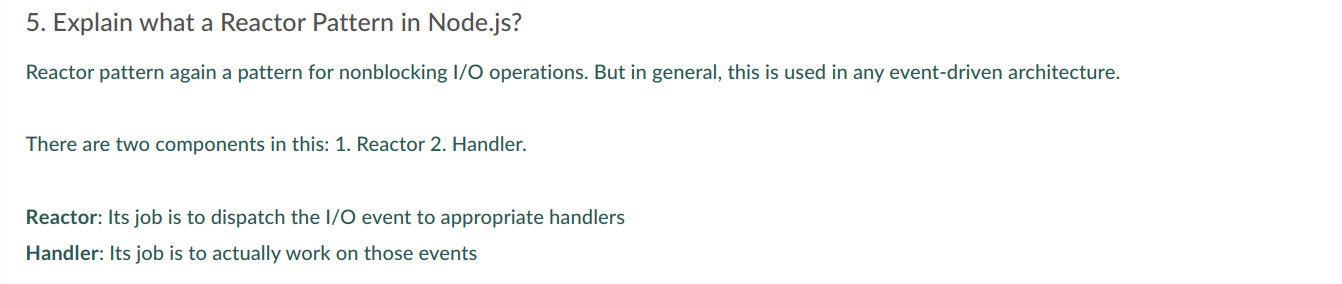 5. Explain what a Reactor Pattern in Node.js?
Reactor pattern again a pattern for nonblocking I/O operations. But in general, this is used in any event-driven architecture.
There are two components in this: 1. Reactor 2. Handler.
Reactor: Its job is to dispatch the I/O event to appropriate handlers
Handler: Its job is to actually work on those events